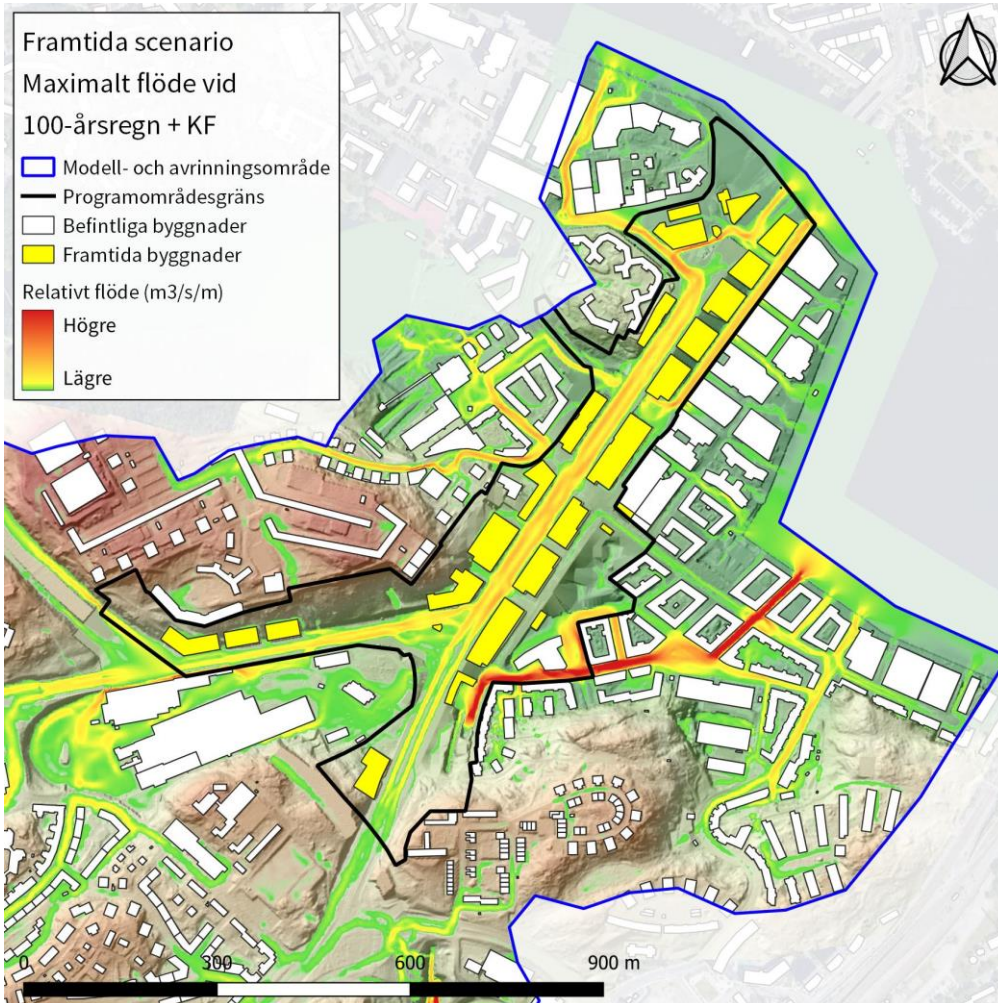 Framtida scenario
Maximalt flöde vid
100-årsregn + KF
Modell- och avrinningsområde
Programområdesgräns
Befintliga byggnader
Framtida byggnader
Relativt flöde (m3/s/m)
Högre
Lägre
0 300 600 900 m